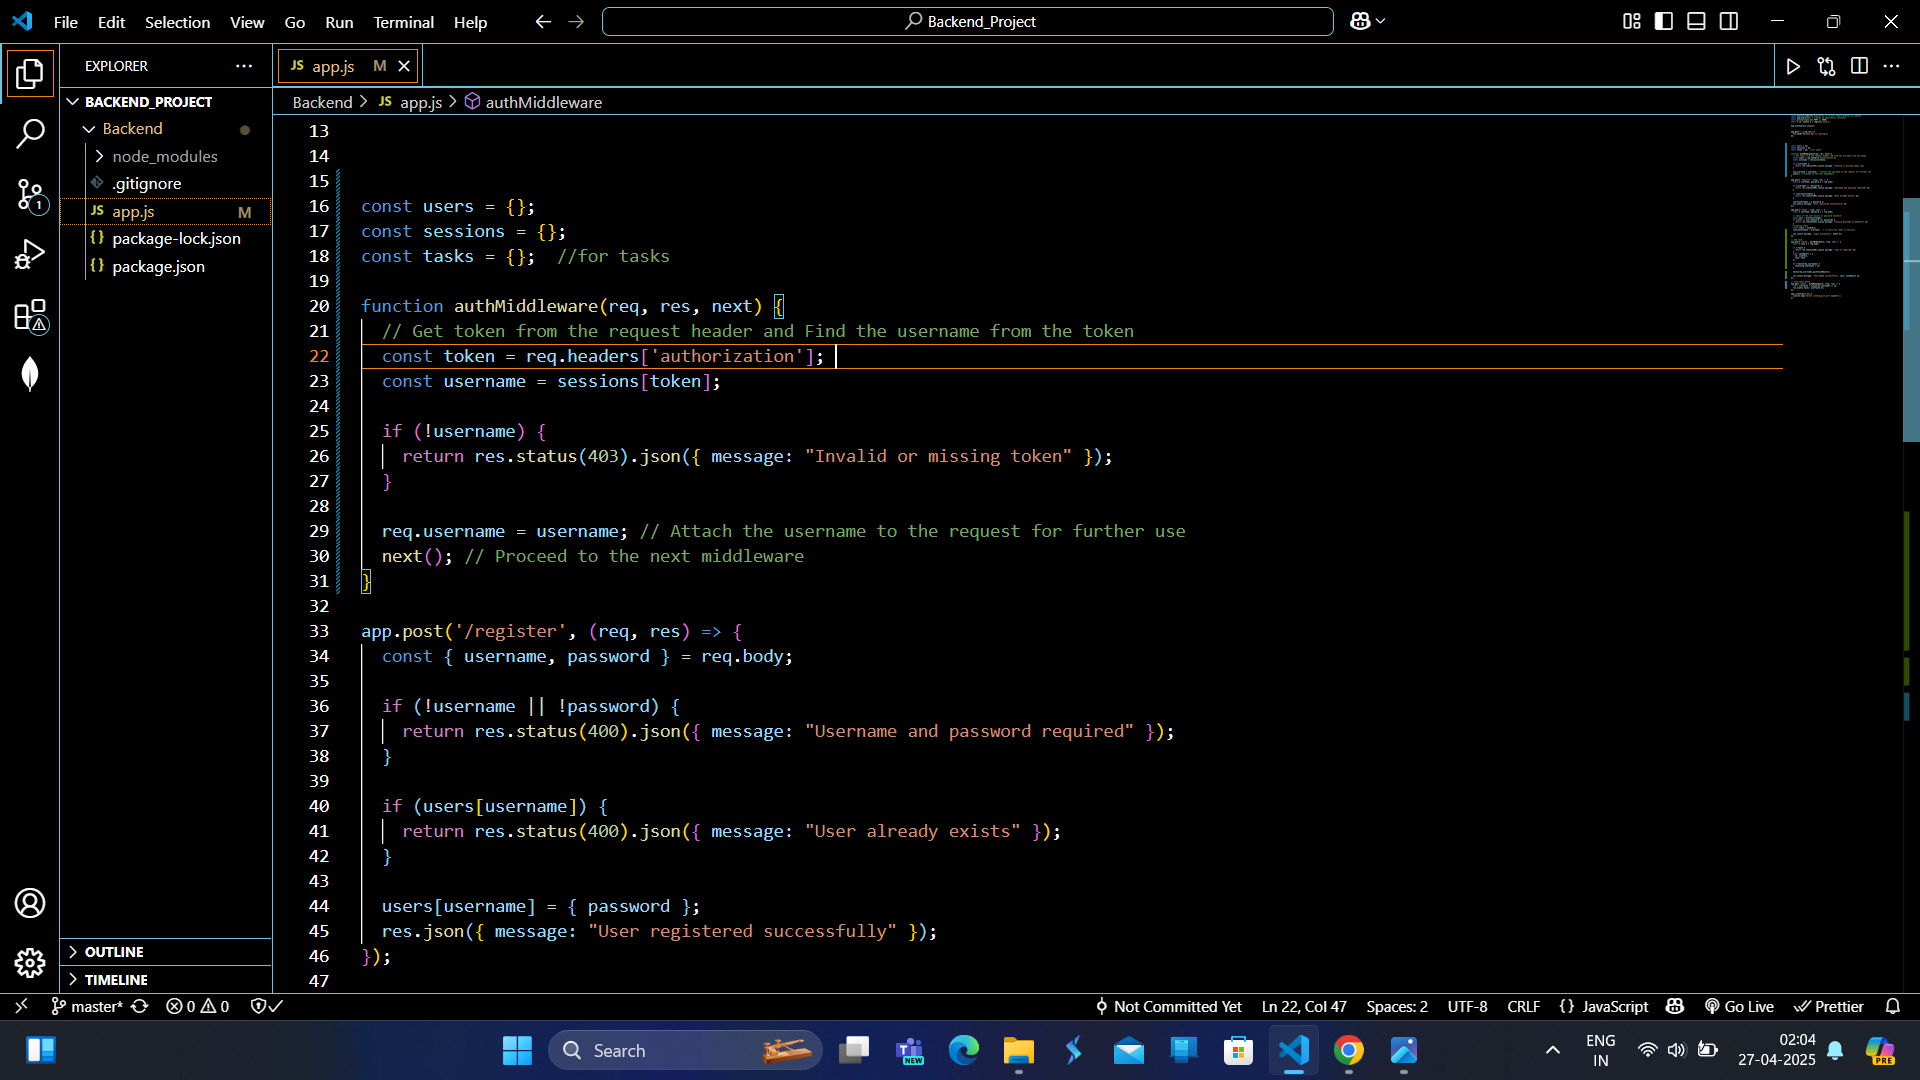 File Edit Selection View Go Run Terminal Help
Backend_Project
EXPLORER
JS app.js M
BACKEND_PROJECT
Backend
node_modules
.gitignore
JS app.js M
{} package-lock.json
{} package.json
OUTLINE
TIMELINE
Backend > JS app.js > authMiddleware
13
14
15
16 const users = {};
17 const sessions = {};
18 const tasks = {};  //for tasks
19
20 function authMiddleware(req, res, next) {
21 // Get token from the request header and Find the username from the token
22 const token = req.headers['authorization'];
23 const username = sessions[token];
24
25 if (!username) {
26 return res.status(403).json({ message: "Invalid or missing token" });
27 }
28
29 req.username = username; // Attach the username to the request for further use
30 next(); // Proceed to the next middleware
31 }
32
33 app.post('/register', (req, res) => {
34 const { username, password } = req.body;
35
36 if (!username || !password) {
37 return res.status(400).json({ message: "Username and password required" });
38 }
39
40 if (users[username]) {
41 return res.status(400).json({ message: "User already exists" });
42 }
43
44 users[username] = { password };
45 res.json({ message: "User registered successfully" });
46 });
47
1
master* 0 0
Not Committed Yet Ln 22, Col 47 Spaces: 2 UTF-8 CRLF {} JavaScript Go Live Prettier
Search
NEW
ENG
IN
02:04
27-04-2025
PRE